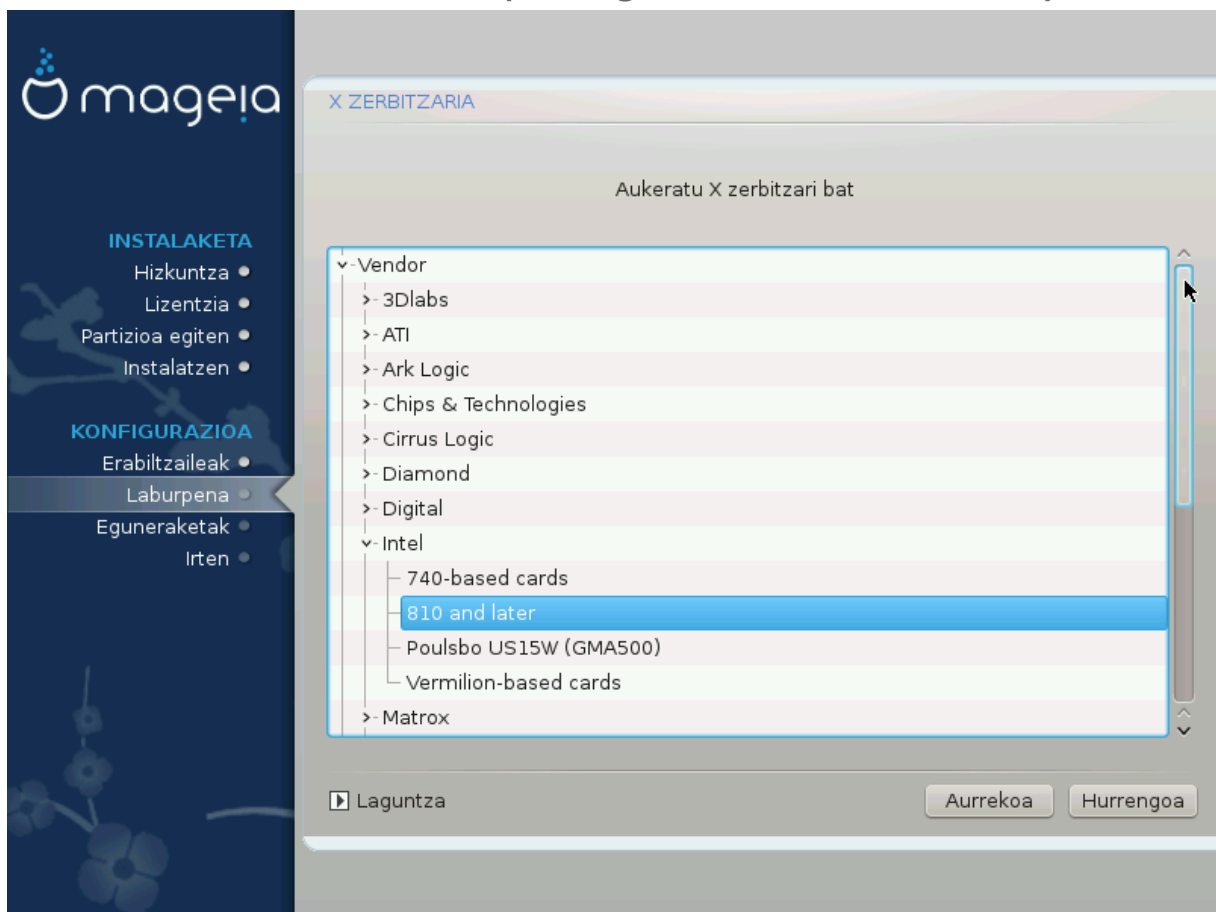 mageia
X ZERBITZARIA
Aukeratu X zerbitzari bat
INSTALAKETA
Hizkuntza
Lizentzia
Partizioa egiten
Instalatzen
KONFIGURAZIOA
Erabiltzaileak
Laburpena
Eguneraketak
Irten
Vendor
3Dlabs
ATI
Ark Logic
Chips & Technologies
Cirrus Logic
Diamond
Digital
Intel
740-based cards
810 and later
Poulsbo US15W (GMA500)
Vermilion-based cards
Matrox
Laguntza
Aurrekoa
Hurrengoa